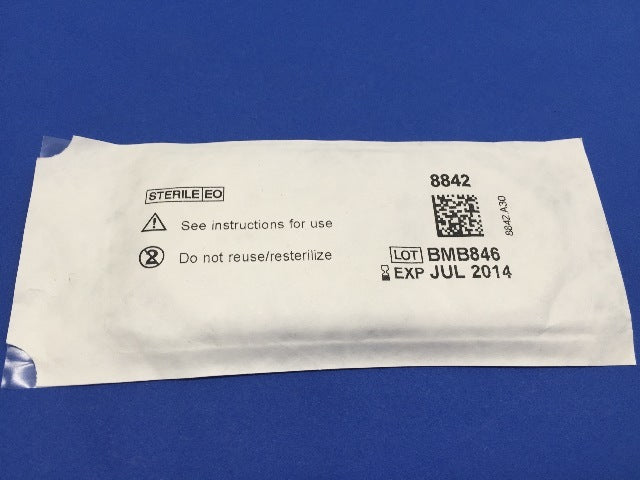 STERILE EO
See instructions for use
Do not reuse/resterilize
8842
8842.A30
LOT BMB846
EXP JUL 2014